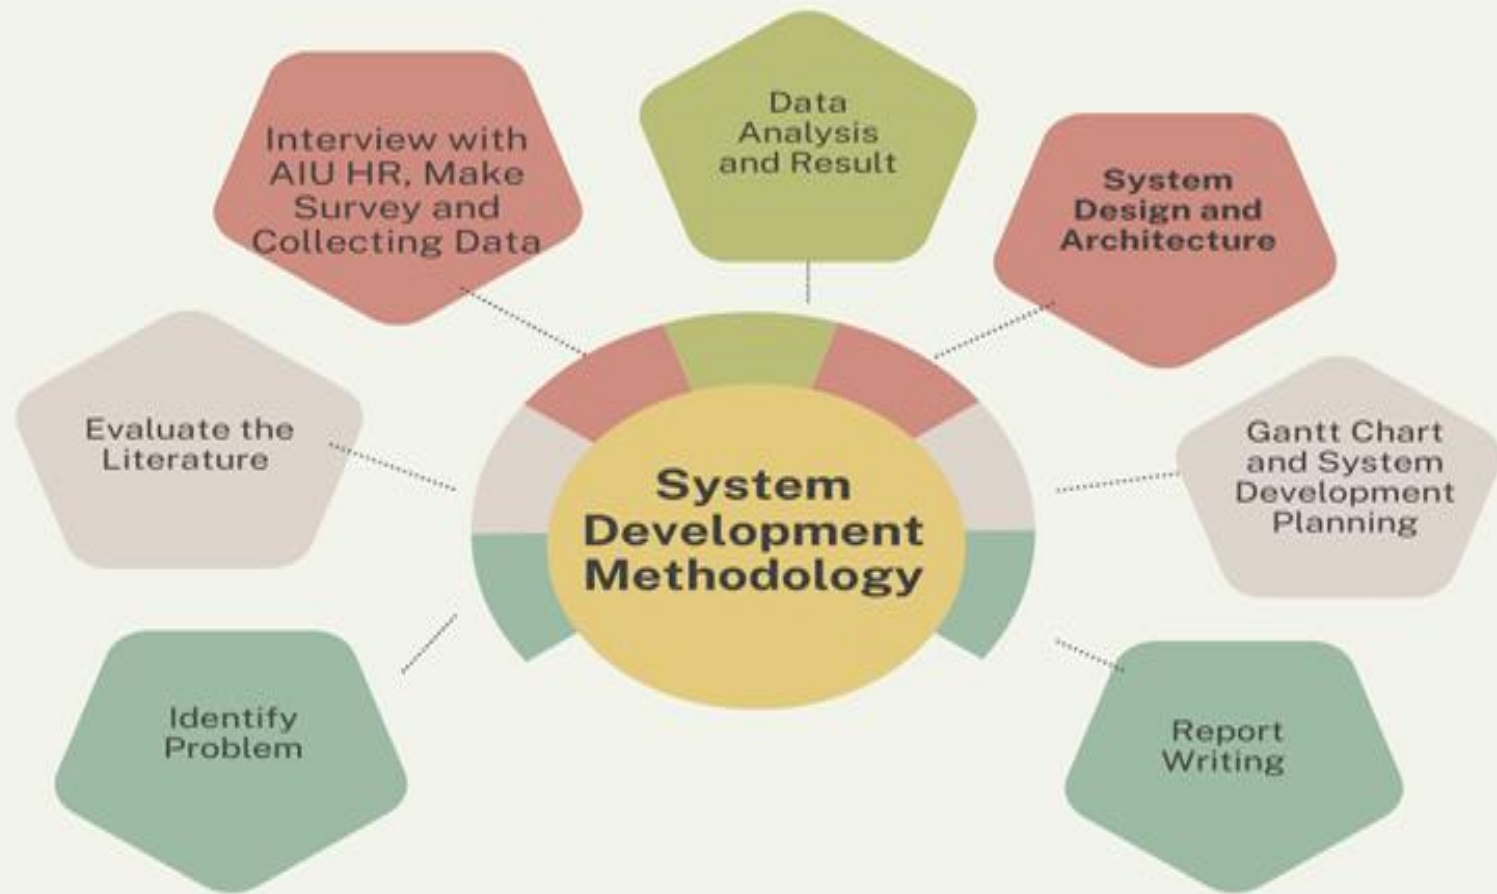 Data
Analysis
and Result
Interview with
AIU HR, Make
Survey and
Collecting Data
System
Design and
Architecture
Evaluate the
Literature
Gantt Chart
and System
Development
Planning
System
Development
Methodology
Identify
Problem
Report
Writing